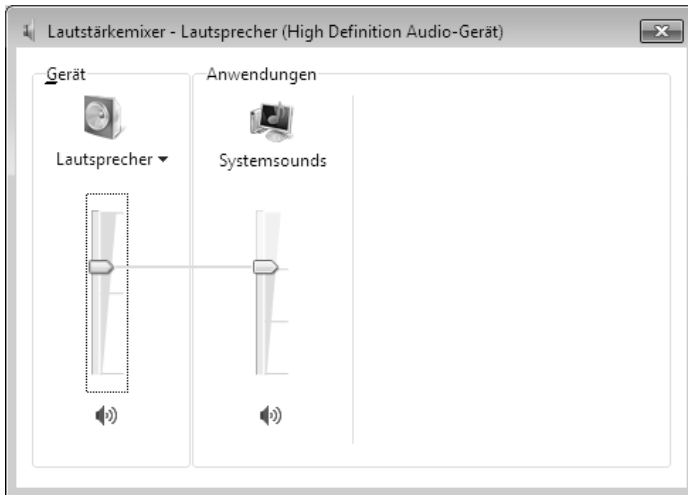 Lautstärkemixer - Lautsprecher (High Definition Audio-Gerät)
Gerät
Lautsprecher
Anwendungen
Systemsounds